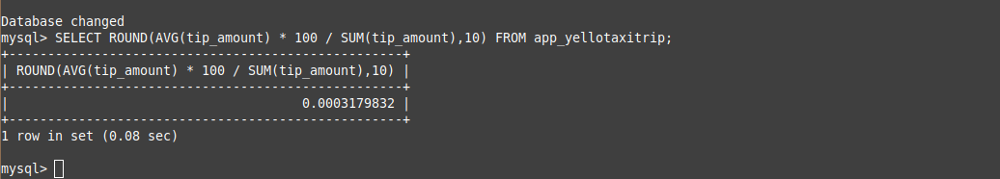 Database changed
mysql> SELECT ROUND(AVG(tip_amount) * 100 / SUM(tip_amount),10) FROM app_yellotaxitrip;
+---------------------------------------------------+
| ROUND(AVG(tip_amount) * 100 / SUM(tip_amount),10) |
+---------------------------------------------------+
|                                      0.0003179832 |
+---------------------------------------------------+
1 row in set (0.08 sec)
mysql>